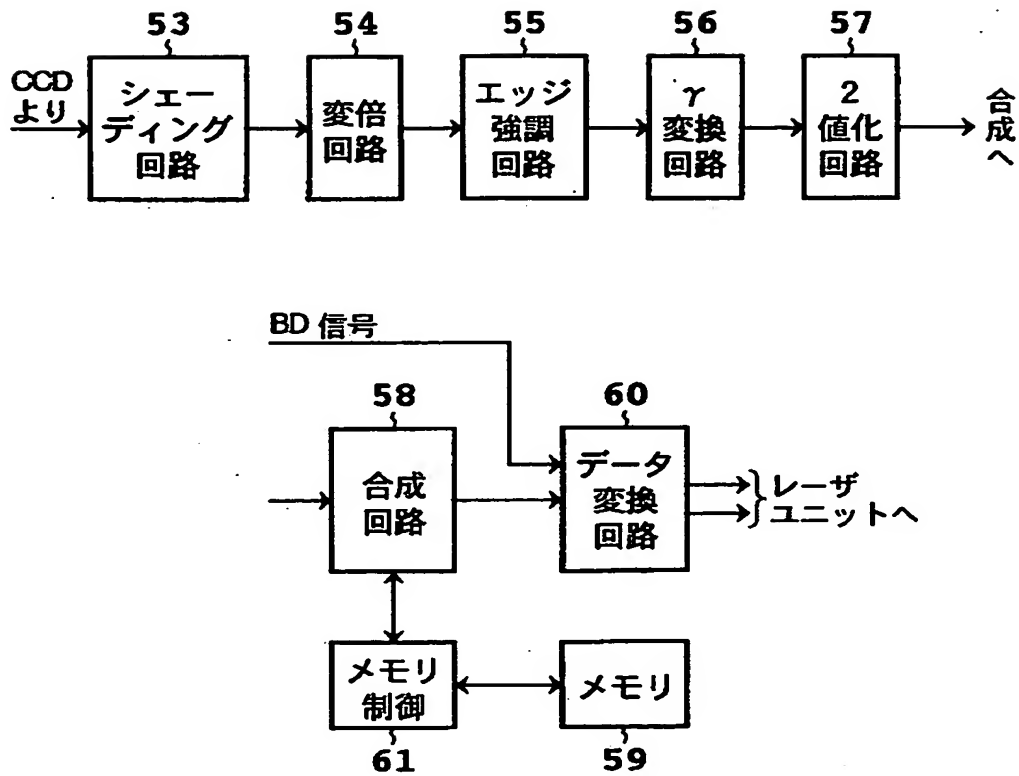 53
54
55
56
57
CCD
より
シェー
ディング
回路
変倍
回路
エッジ
強調
回路
γ
変換
回路
2
値化
回路
合成へ
BD 信号
58
60
合成
回路
データ
変換
回路
レーザ
ユニットへ
メモリ
制御
メモリ
61
59